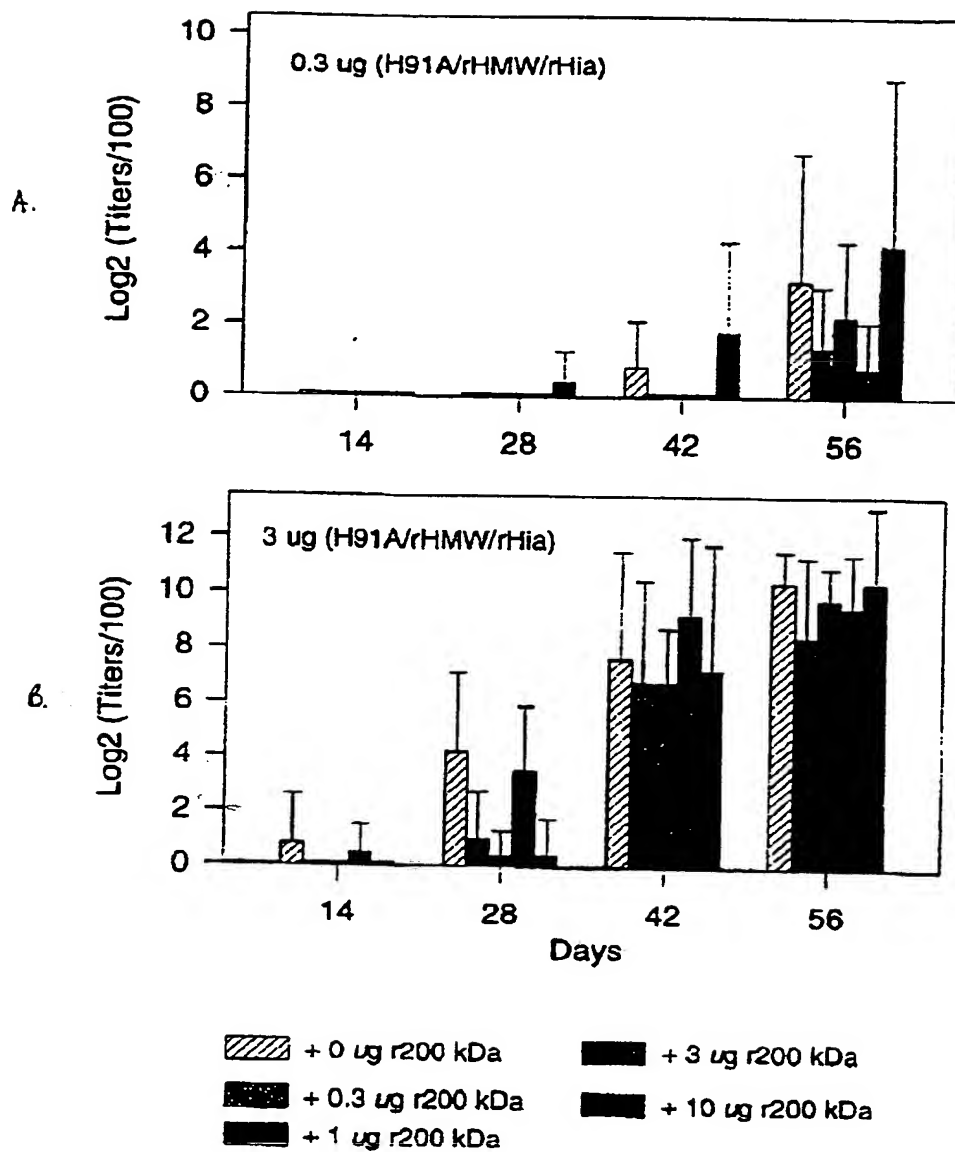 A.
Log2 (Titers/100)
0.3 ug (H91A/rHMW/rHia)
10
8
6
4
2
0
14 28 42 56
B.
Log2 (Titers/100)
3 ug (H91A/rHMW/rHia)
12
10
8
6
4
2
0
14 28 42 56
Days
+ 0 ug r200 kDa
+ 0.3 ug r200 kDa
+ 1 ug r200 kDa
+ 3 ug r200 kDa
+ 10 ug r200 kDa